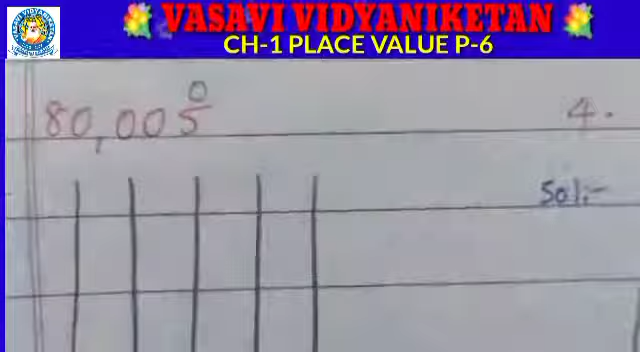 VASAVI VIDYANIKETAN
CH-1 PLACE VALUE P-6
0
80,005
4.
Sol:-